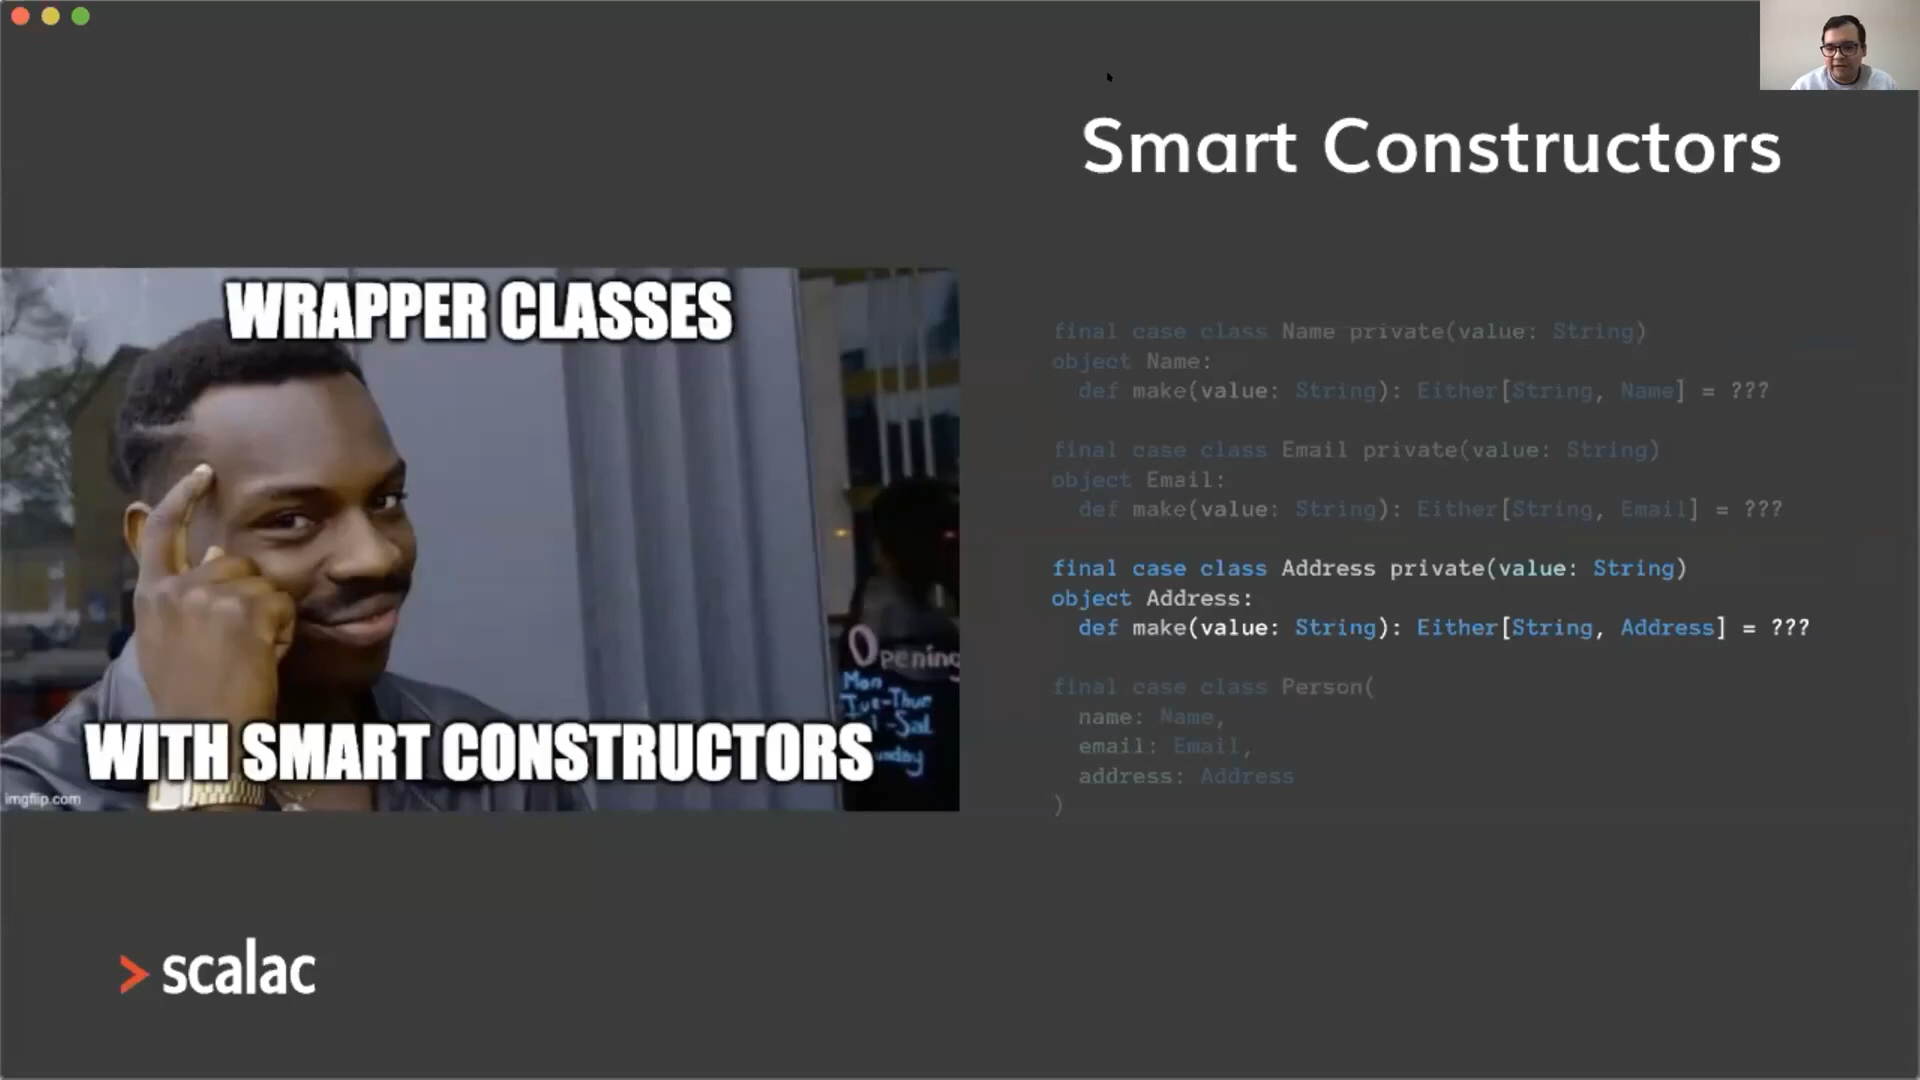 Smart Constructors
WRAPPER CLASSES
WITH SMART CONSTRUCTORS
Opening
Mon
Tue-Thur
-Sat
unday
imgflip.com
final case class Name private(value: String)
object Name:
  def make(value: String): Either[String, Name] = ???
final case class Email private(value: String)
object Email:
  def make(value: String): Either[String, Email] = ???
final case class Address private(value: String)
object Address:
  def make(value: String): Either[String, Address] = ???
final case class Person(
  name: Name,
  email: Email,
  address: Address
)
> scalac